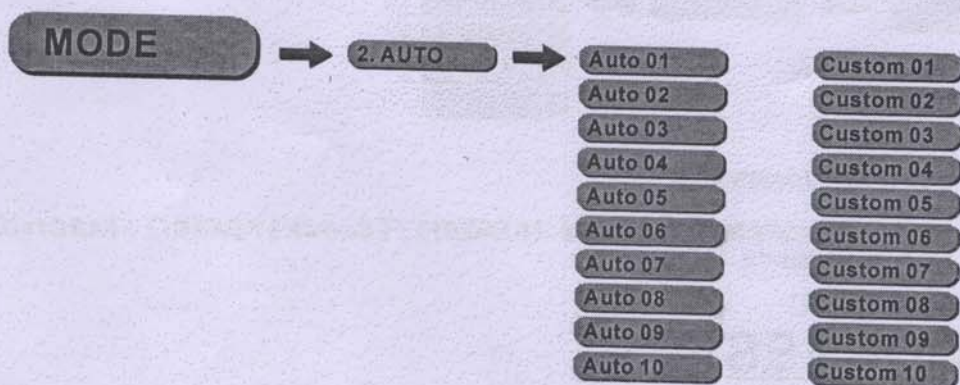 MODE
2. AUTO
Auto 01
Auto 02
Auto 03
Auto 04
Auto 05
Auto 06
Auto 07
Auto 08
Auto 09
Auto 10
Custom 01
Custom 02
Custom 03
Custom 04
Custom 05
Custom 06
Custom 07
Custom 08
Custom 09
Custom 10